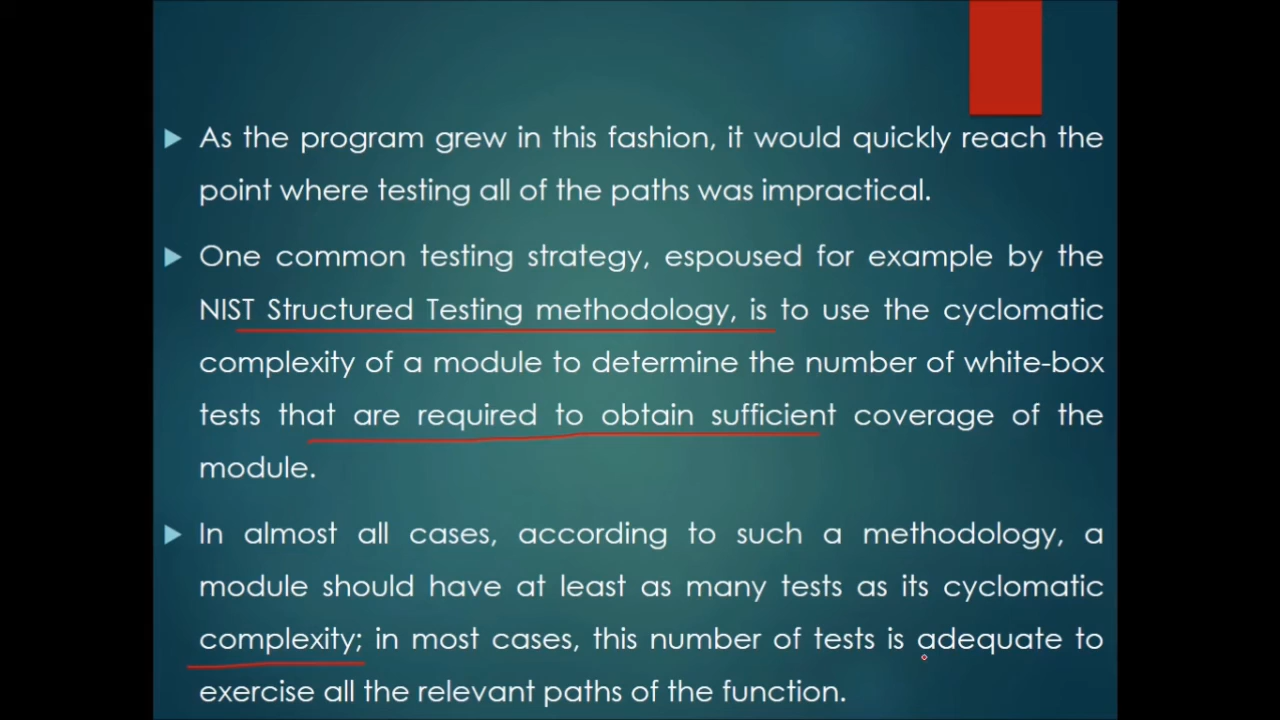 As the program grew in this fashion, it would quickly reach the
point where testing all of the paths was impractical.
One common testing strategy, espoused for example by the
NIST Structured Testing methodology, is to use the cyclomatic
complexity of a module to determine the number of white-box
tests that are required to obtain sufficient coverage of the
module.
In almost all cases, according to such a methodology, a
module should have at least as many tests as its cyclomatic
complexity; in most cases, this number of tests is adequate to
exercise all the relevant paths of the function.